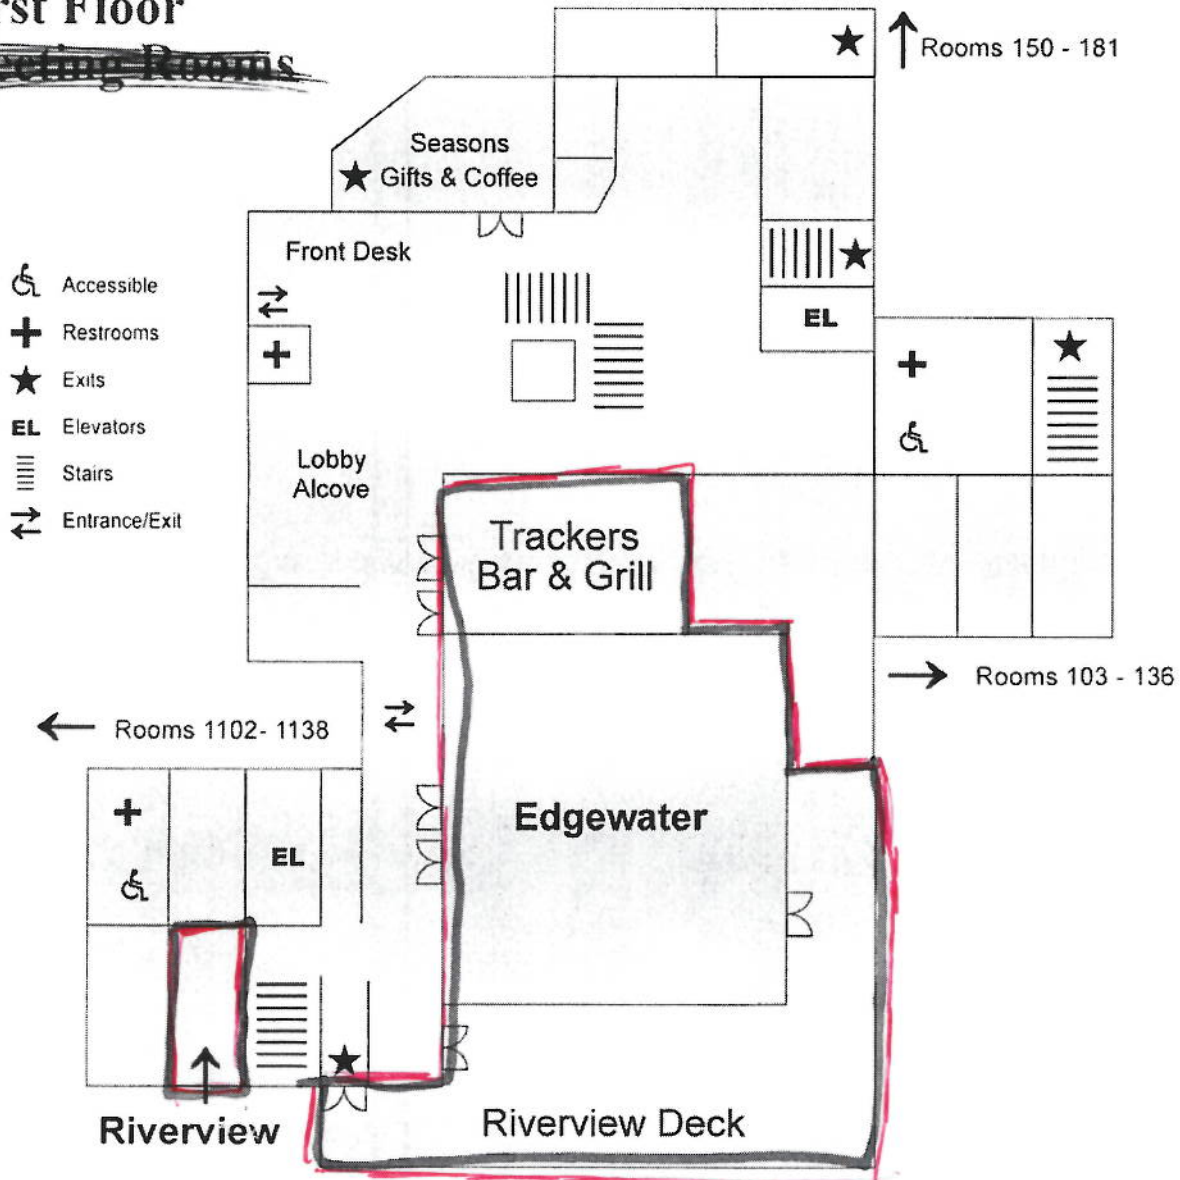 rst Floor
Rooms 150 - 181
Seasons
Gifts & Coffee
Front Desk
Accessible
Restrooms
Exits
EL Elevators
Stairs
Entrance/Exit
EL
Lobby
Alcove
Trackers
Bar & Grill
Rooms 103 - 136
Rooms 1102- 1138
Edgewater
EL
Riverview
Riverview Deck